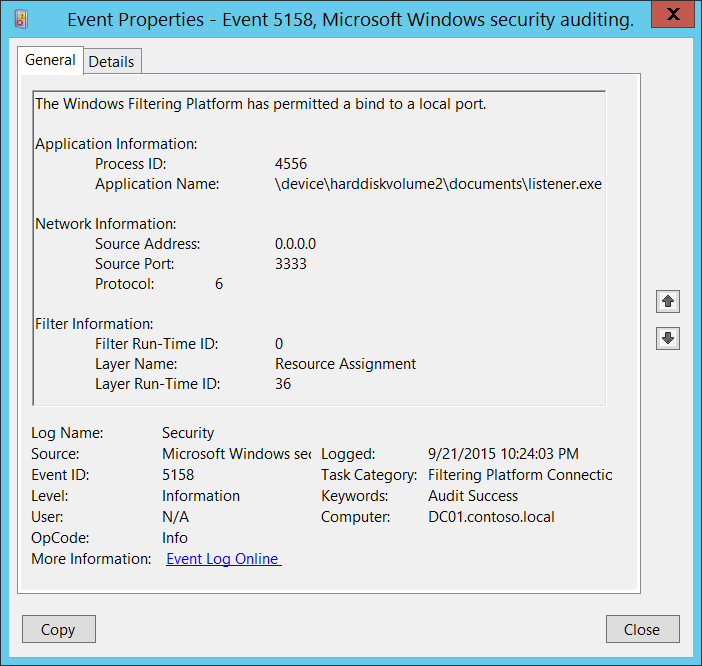 Event Properties - Event 5158, Microsoft Windows security auditing.
General Details
The Windows Filtering Platform has permitted a bind to a local port.
Application Information:
Process ID: 4556
Application Name: \device\harddiskvolume2\documents\listener.exe
Network Information:
Source Address: 0.0.0.0
Source Port: 3333
Protocol: 6
Filter Information:
Filter Run-Time ID: 0
Layer Name: Resource Assignment
Layer Run-Time ID: 36
Log Name: Security
Source: Microsoft Windows sec Logged: 9/21/2015 10:24:03 PM
Event ID: 5158 Task Category: Filtering Platform Connectio
Level: Information Keywords: Audit Success
User: N/A Computer: DC01.contoso.local
OpCode: Info
More Information: Event Log Online
Copy Close